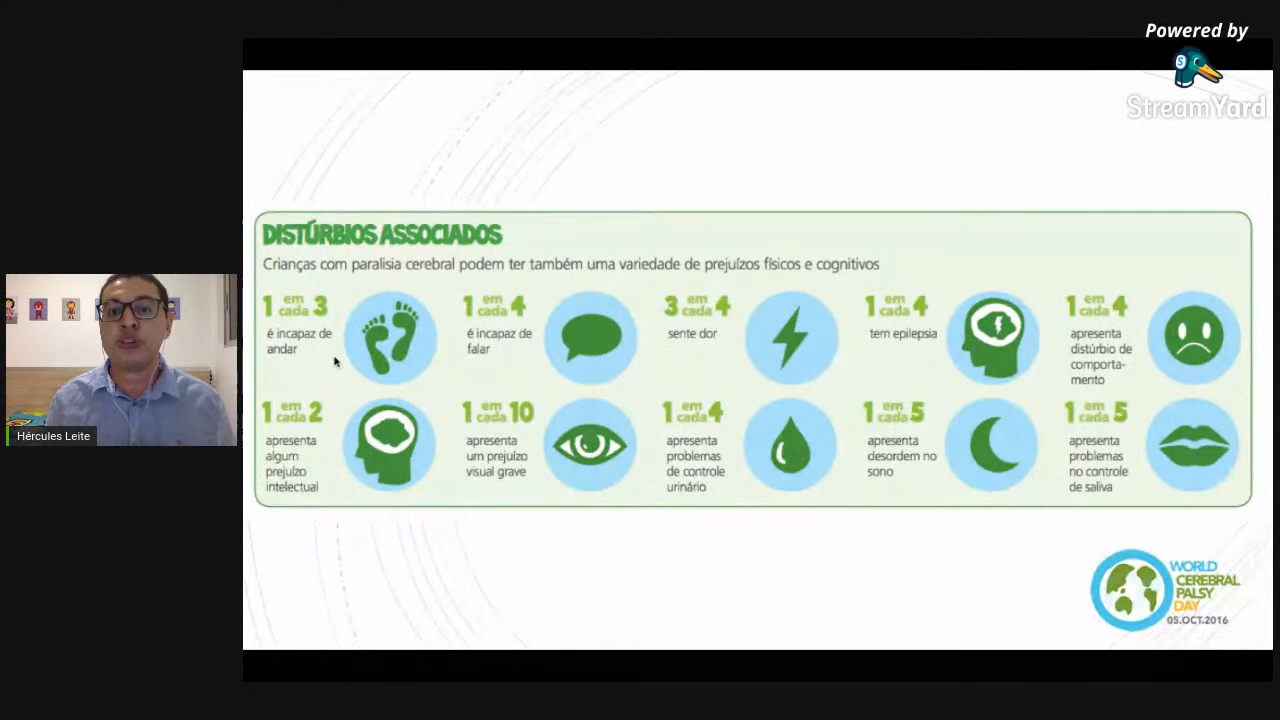 Powered by
StreamYard
DISTÚRBIOS ASSOCIADOS
Crianças com paralisia cerebral podem ter também uma variedade de prejuízos físicos e cognitivos
1 em cada 3
é incapaz de
andar
1 em cada 4
é incapaz de
falar
3 em cada 4
sente dor
1 em cada 4
tem epilepsia
1 em cada 4
apresenta
distúrbio de
comporta-
mento
1 em cada 2
apresenta
algum
prejuízo
intelectual
1 em cada 10
apresenta
um prejuízo
visual grave
1 em cada 4
apresenta
problemas
de controle
urinário
1 em cada 5
apresenta
desordem no
sono
1 em cada 5
apresenta
problemas
no controle
de saliva
Hércules Leite
WORLD
CEREBRAL
PALSY
DAY
05.OCT.2016